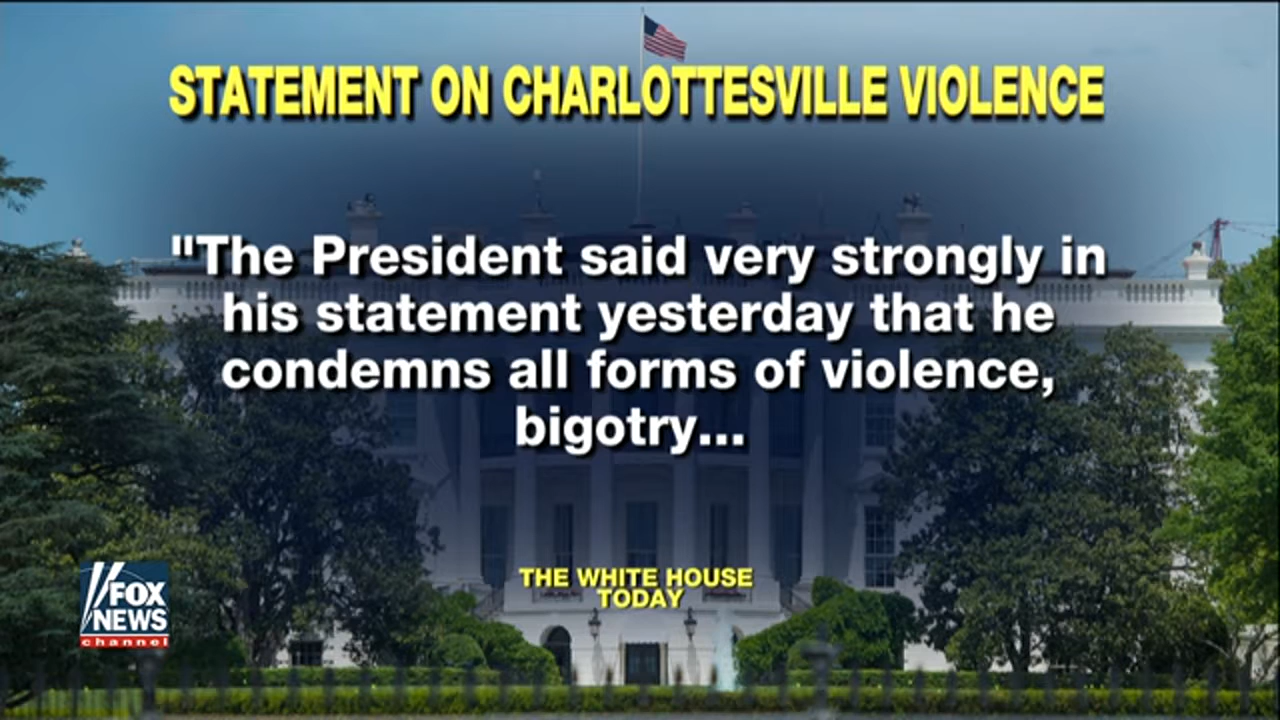 STATEMENT ON CHARLOTTESVILLE VIOLENCE
"The President said very strongly in
his statement yesterday that he
condemns all forms of violence,
bigotry...
THE WHITE HOUSE
TODAY
FOX
NEWS
channel